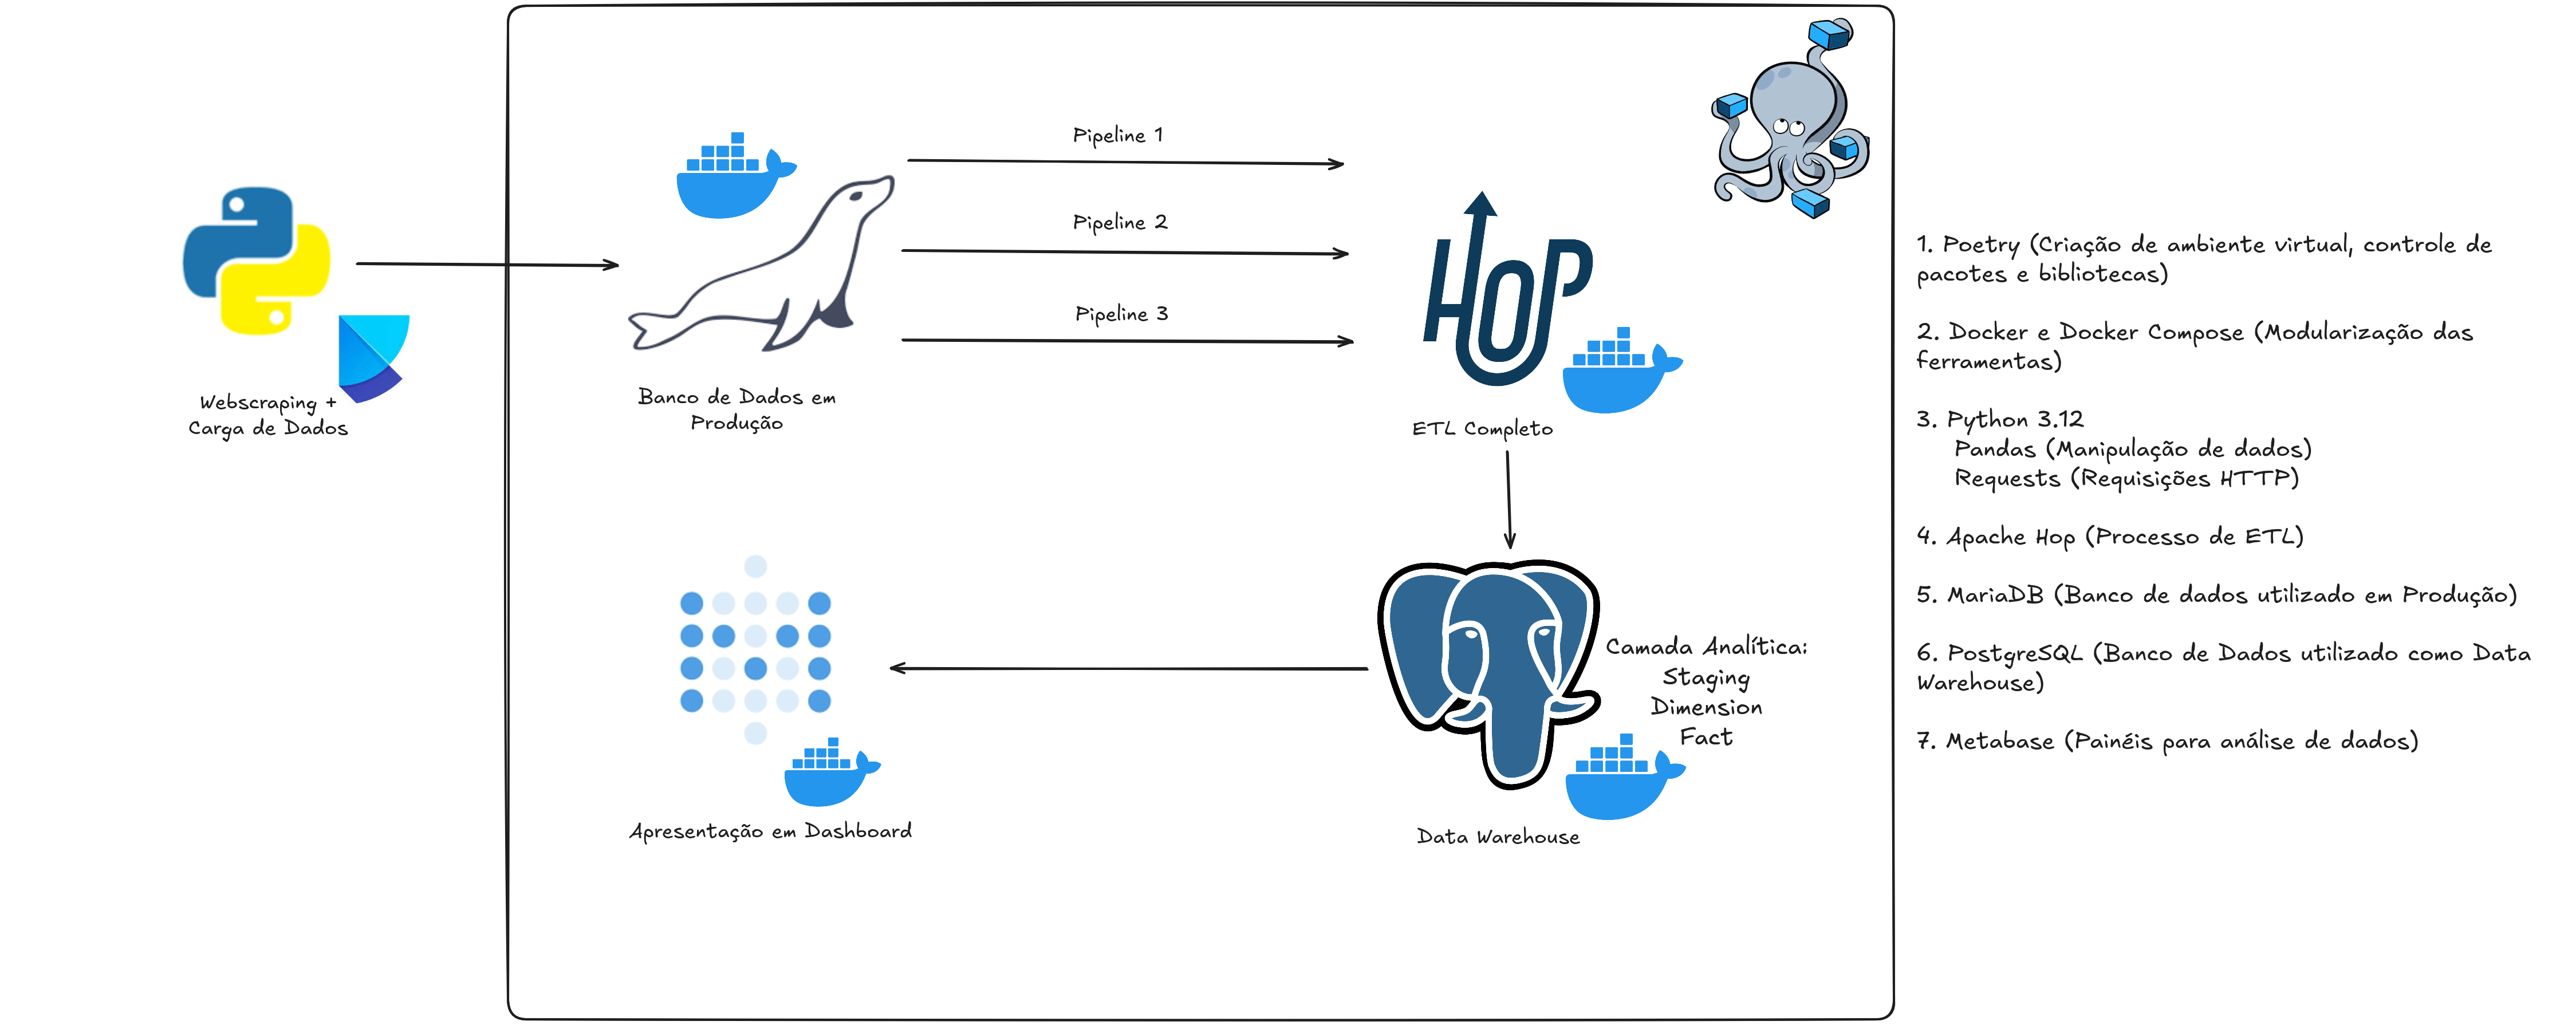 Pipeline 1
Pipeline 2
Pipeline 3
HOP
Webscraping +
Carga de Dados
Banco de Dados em
Produção
ETL Completo
Camada Analítica:
Staging
Dimension
Fact
Apresentação em Dashboard
Data Warehouse
1. Poetry (Criação de ambiente virtual, controle de
pacotes e bibliotecas)
2. Docker e Docker Compose (Modularização das
ferramentas)
3. Python 3.12
Pandas (Manipulação de dados)
Requests (Requisições HTTP)
4. Apache Hop (Processo de ETL)
5. MariaDB (Banco de dados utilizado em Produção)
6. PostgreSQL (Banco de Dados utilizado como Data
Warehouse)
7. Metabase (Painéis para análise de dados)